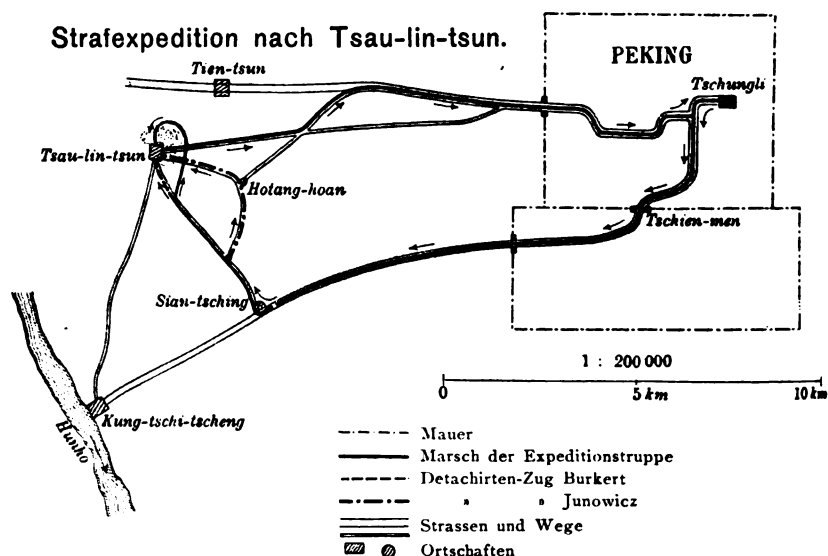 Strafexpedition nach Tsau-lin-tsun.
PEKING
Tien-tsun
Tschungli
Tsau-lin-tsun
Hotang-hoan
Tschien-men
Sian-tsching
Kung-tschi-tscheng
Hunho
1 : 200 000
0 5 km 10 km
Mauer
Marsch der Expeditionstruppe
Detachirten-Zug Burkert
" " Junowicz
Strassen und Wege
Ortschaften